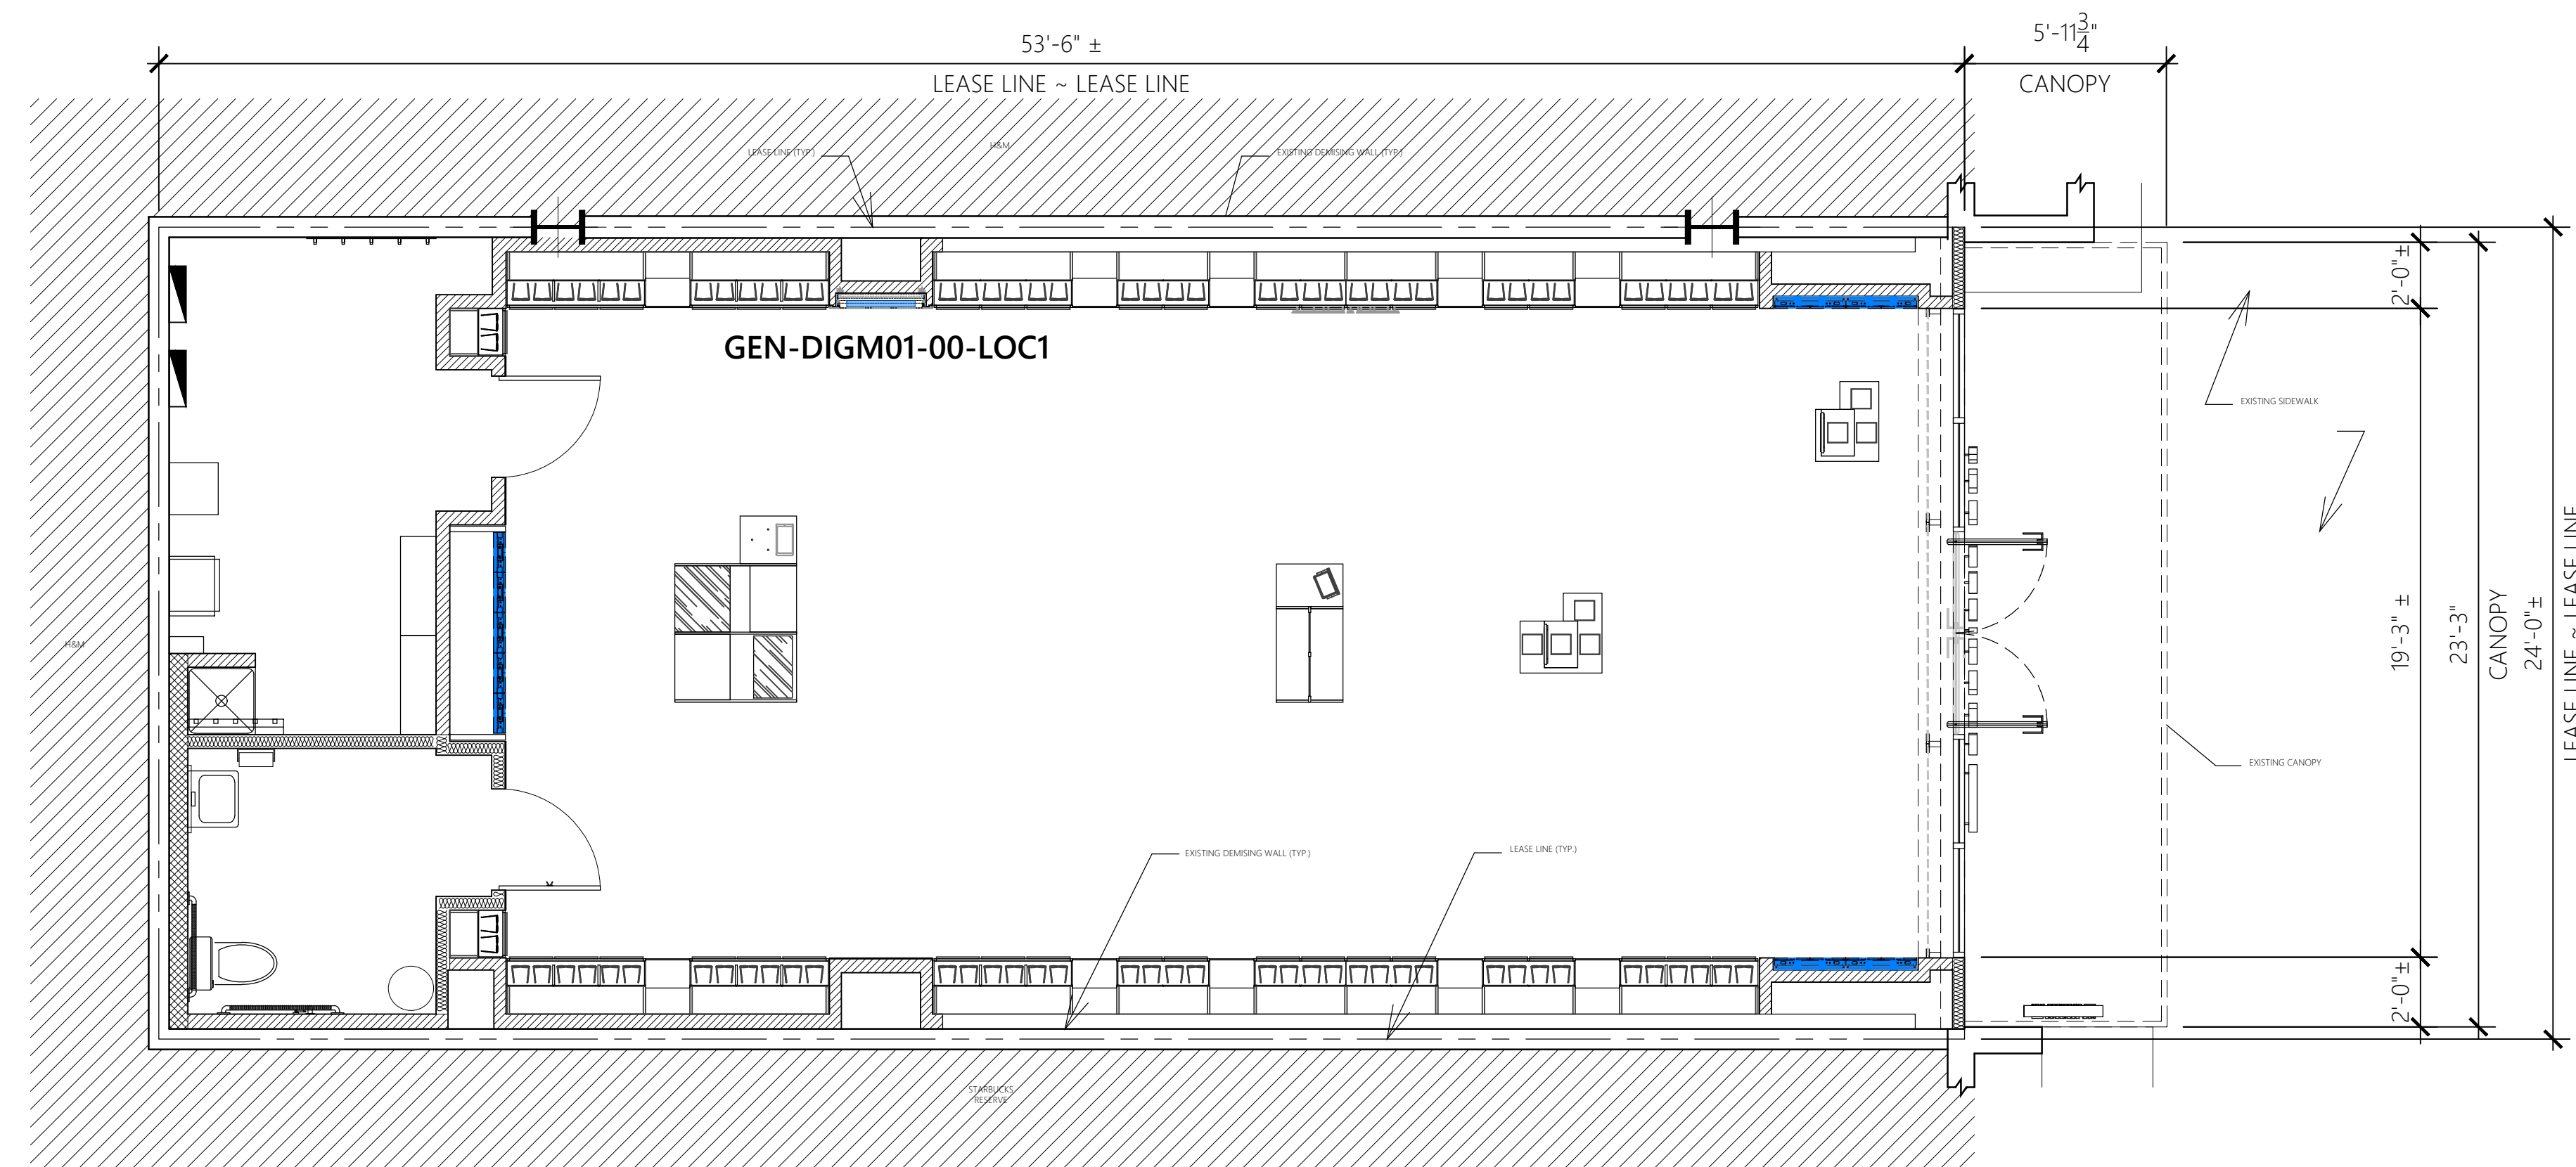 53'-6" ±
LEASE LINE ~ LEASE LINE
5'-11 3/4"
CANOPY
H&M
LEASE LINE (TYP.)
EXISTING DEMISING WALL (TYP.)
2'-0"±
GEN-DIGM01-00-LOC1
EXISTING SIDEWALK
H&M
19'-3" ±
23'-3"
CANOPY
24'-0"±
LEASE LINE ~ LEASE LINE
EXISTING CANOPY
EXISTING DEMISING WALL (TYP.)
LEASE LINE (TYP.)
2'-0"±
STARBUCKS
RESERVE